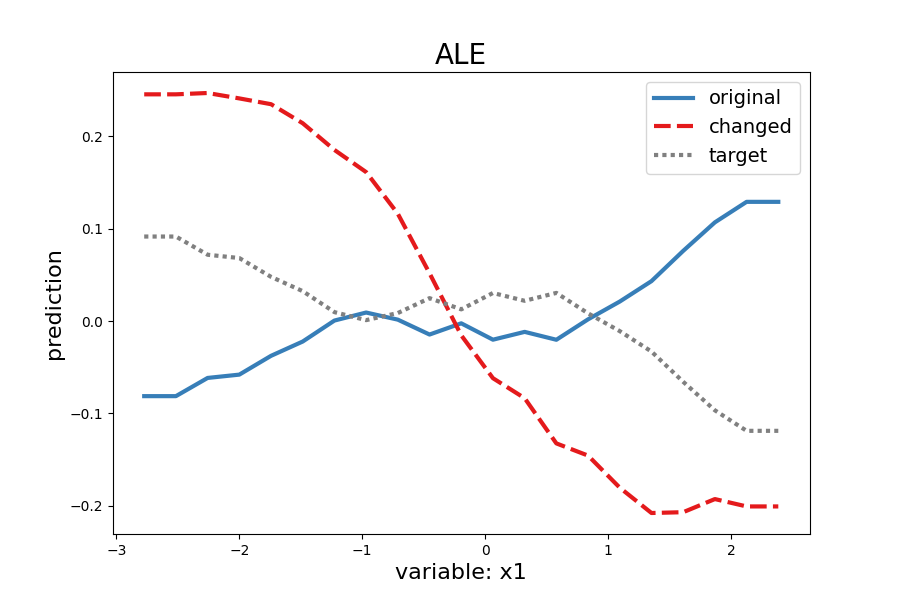 ALE
original
changed
target
prediction
0.2
0.1
0.0
−0.1
−0.2
−3
−2
−1
0
1
2
variable: x1